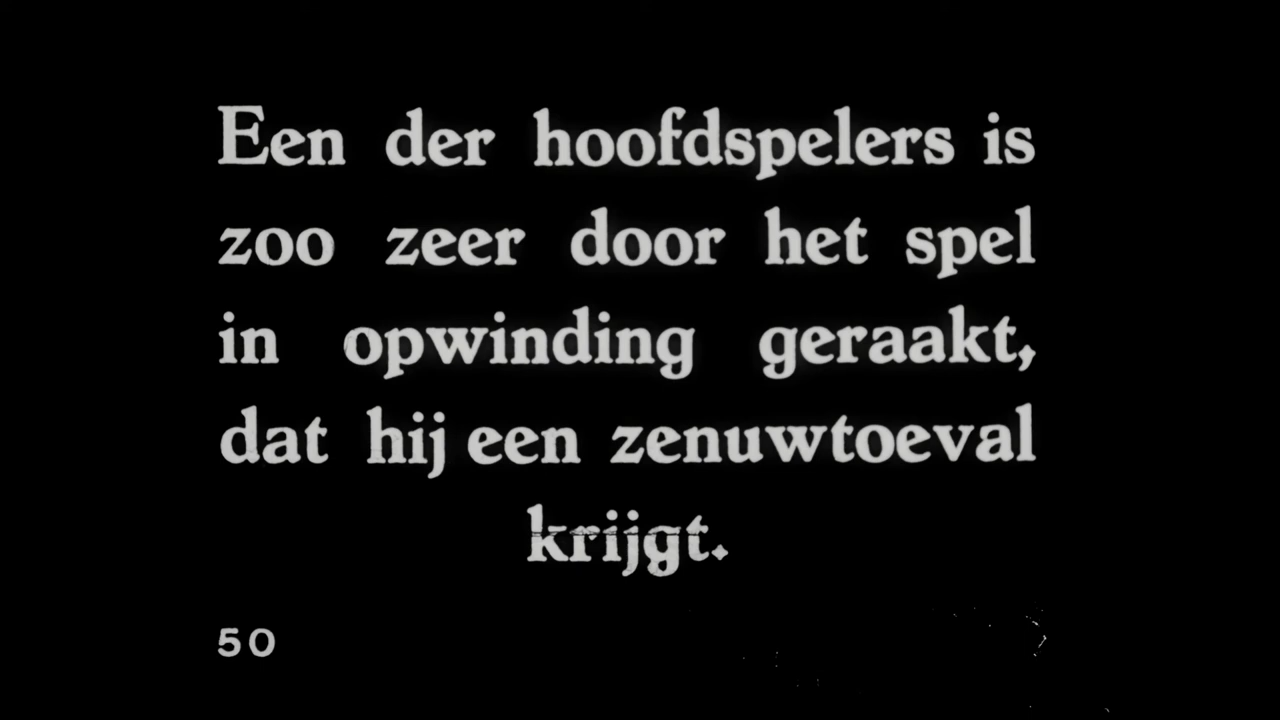 Een der hoofdspelers is
zoo zeer door het spel
in opwinding geraakt,
dat hij een zenuwtoeval
krijgt.
50